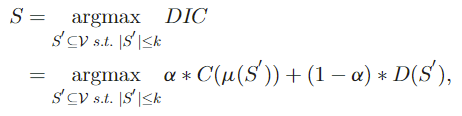 S = argmax DIC
S′⊆𝒱 s.t. |S′|≤k
= argmax α ∗ C(μ(S′)) + (1 − α) ∗ D(S′),
S′⊆𝒱 s.t. |S′|≤k